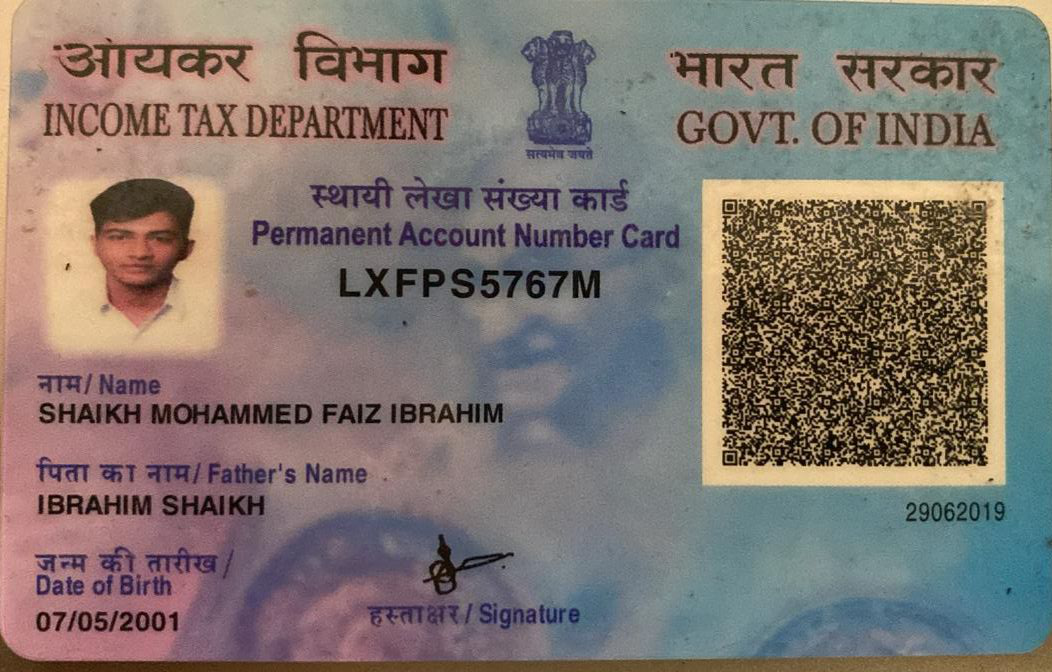 आयकर विभाग
INCOME TAX DEPARTMENT
सत्यमेव जयते
भारत सरकार
GOVT. OF INDIA
स्थायी लेखा संख्या कार्ड
Permanent Account Number Card
LXFPS5767M
नाम/ Name
SHAIKH MOHAMMED FAIZ IBRAHIM
पिता का नाम/ Father's Name
IBRAHIM SHAIKH
29062019
जन्म की तारीख/
Date of Birth
07/05/2001
हस्ताक्षर/ Signature